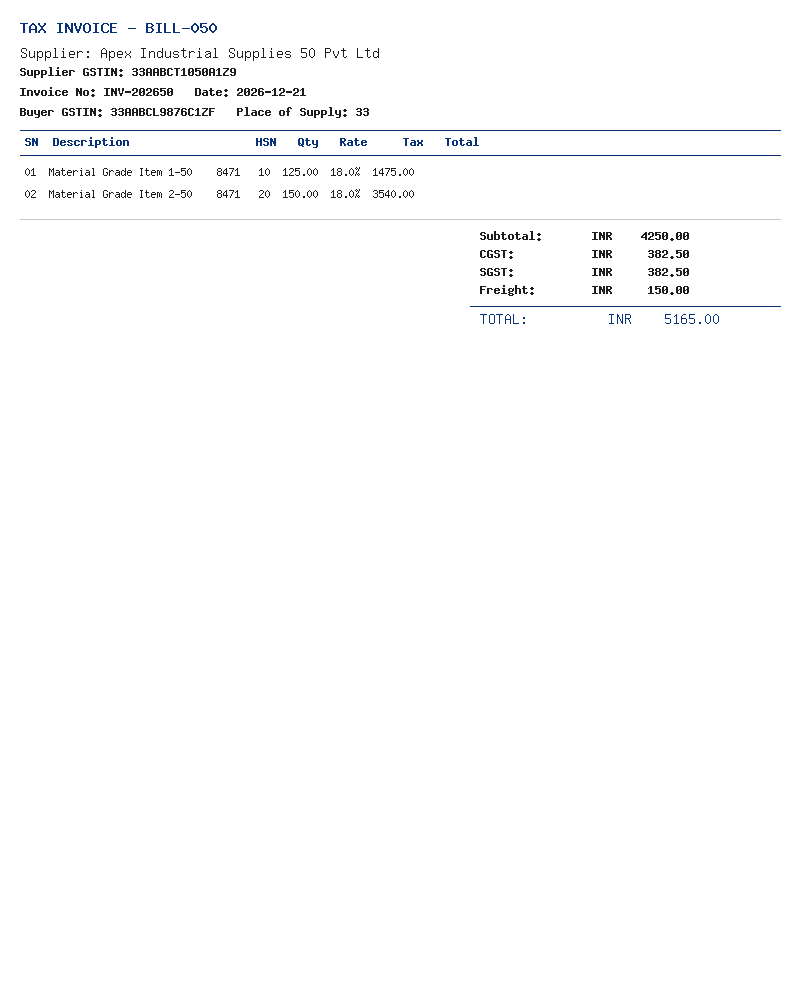 TAX INVOICE - BILL-050
Supplier: Apex Industrial Supplies 50 Pvt Ltd
Supplier GSTIN: 33AABCT1050A1Z9
Invoice No: INV-202650   Date: 2026-12-21
Buyer GSTIN: 33AABCL9876C1ZF   Place of Supply: 33
SN  Description   HSN   Qty   Rate   Tax   Total
01  Material Grade Item 1-50   8471   10  125.00  18.0%  1475.00
02  Material Grade Item 2-50   8471   20  150.00  18.0%  3540.00
Subtotal:   INR   4250.00
CGST:   INR   382.50
SGST:   INR   382.50
Freight:   INR   150.00
TOTAL:   INR   5165.00